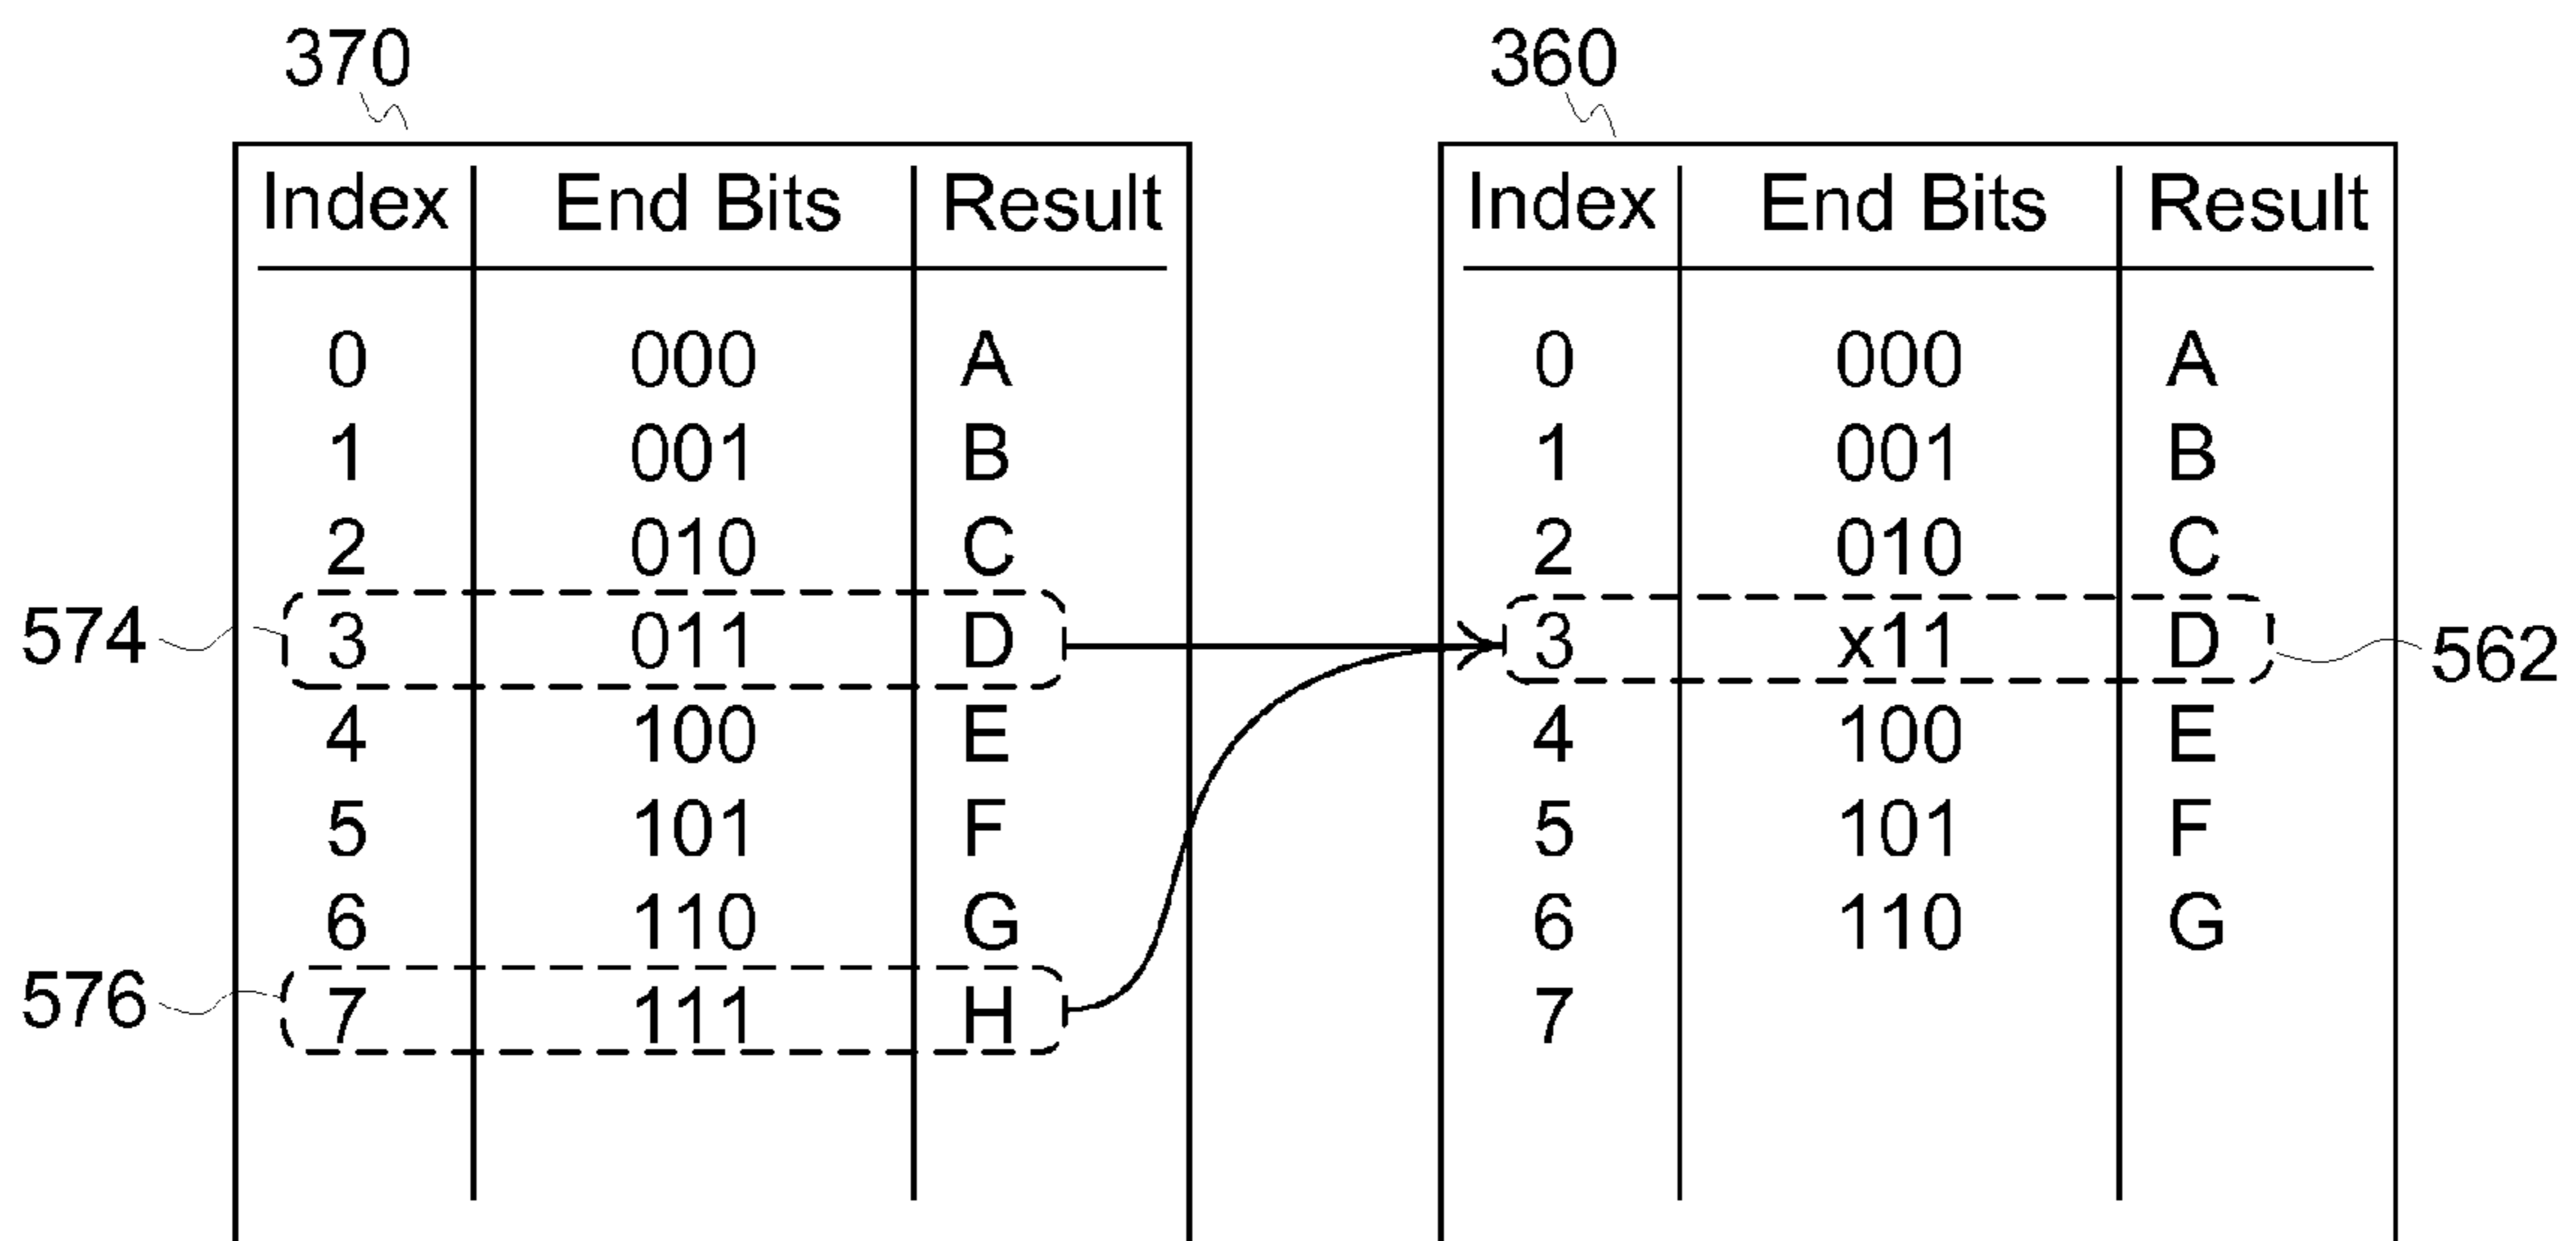 370 360
Index End Bits Result Index End Bits Result
0 000 A 0 000 A
1 001 B 1 001 B
2 010 C 2 010 C
574 3 011 D 3 x11 D 562
4 100 E 4 100 E
5 101 F 5 101 F
6 110 G 6 110 G
576 7 111 H 7